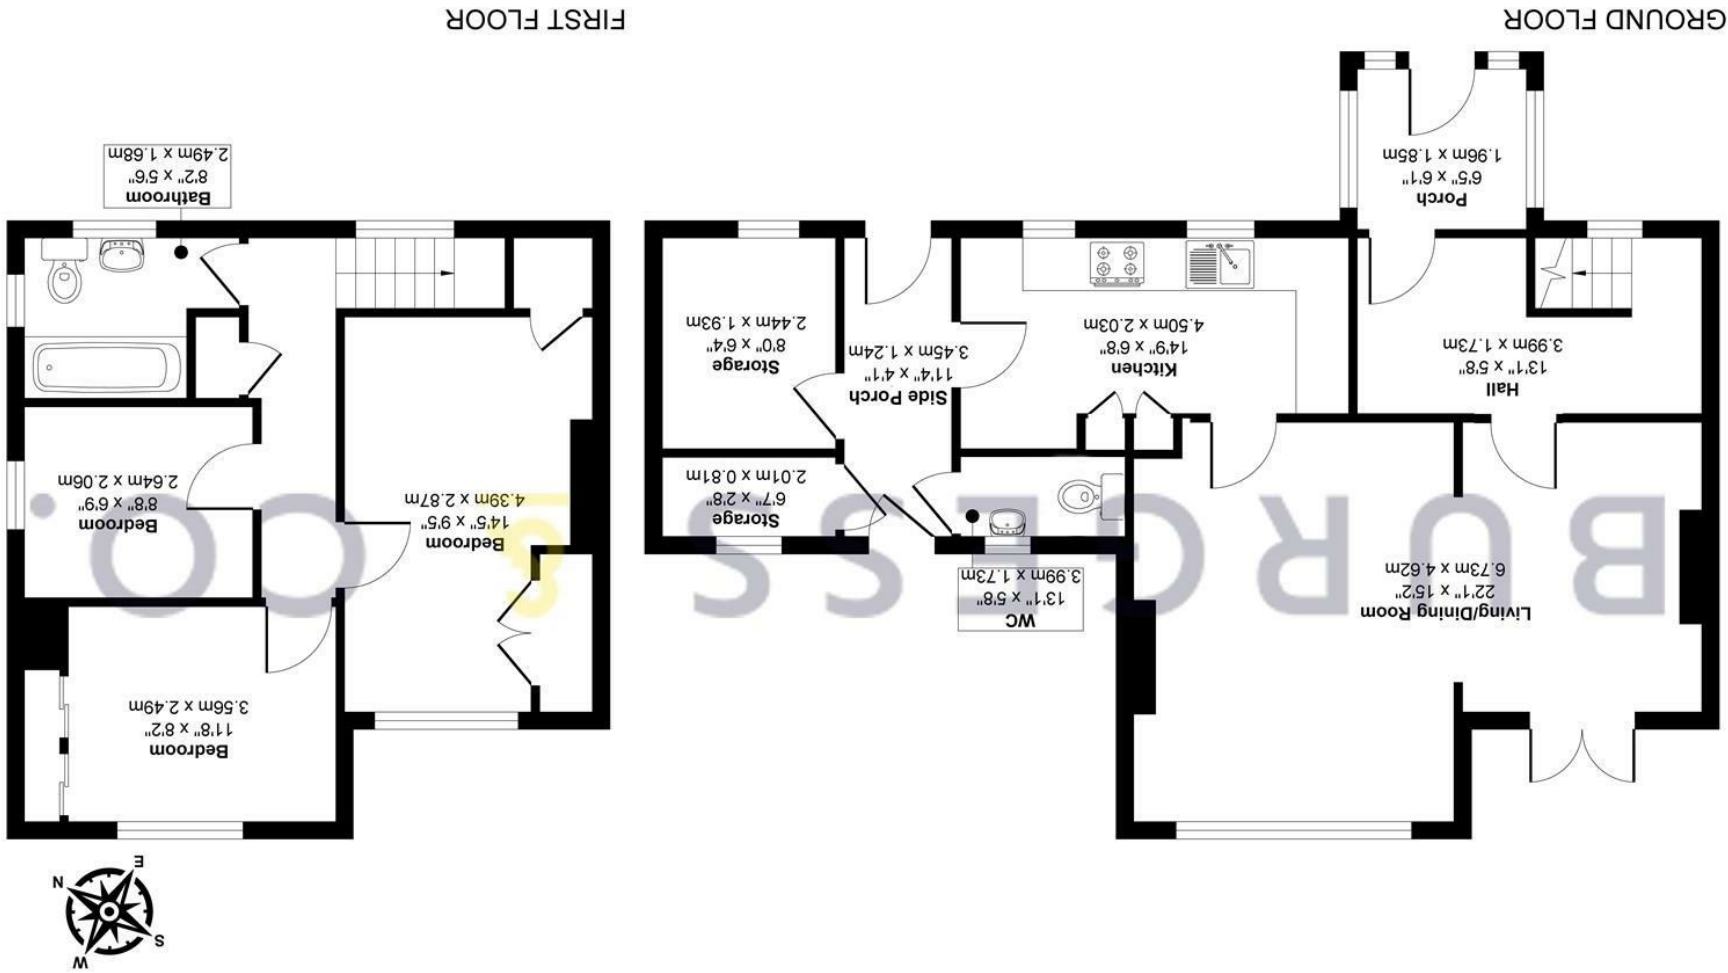 W
S
N
E
Living/Dining Room
22'1" x 15'2"
6.73m x 4.62m
WC
13'1" x 5'8"
3.99m x 1.73m
Storage
6'7" x 2'8"
2.01m x 0.81m
Hall
13'1" x 5'8"
3.99m x 1.73m
Kitchen
14'9" x 6'8"
4.50m x 2.03m
Side Porch
11'4" x 4'1"
3.45m x 1.24m
Storage
8'0" x 6'4"
2.44m x 1.93m
Porch
6'5" x 6'1"
1.96m x 1.85m
GROUND FLOOR
Bedroom
11'8" x 8'2"
3.56m x 2.49m
Bedroom
14'5" x 9'5"
4.39m x 2.87m
Bedroom
8'8" x 6'9"
2.64m x 2.06m
Bathroom
8'2" x 5'6"
2.49m x 1.68m
FIRST FLOOR
BURGESS & CO.